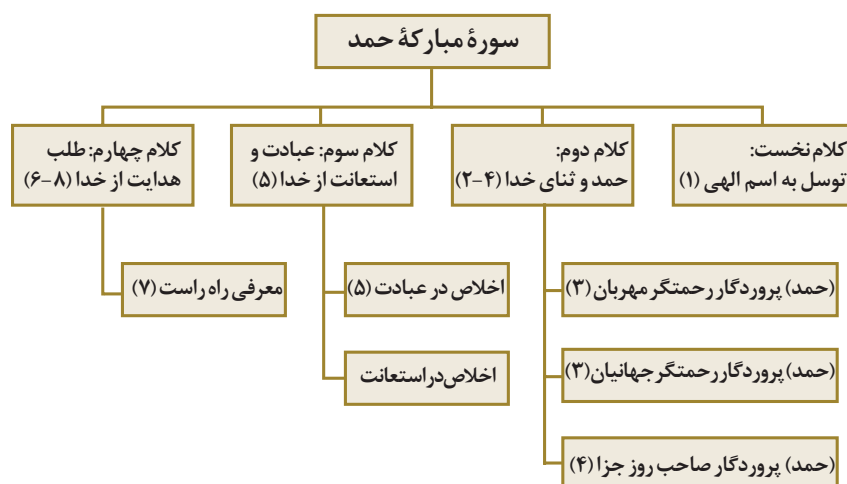 سورهٔ مبارکهٔ حمد
کلام نخست:
توسل به اسم الهی (۱)
کلام دوم:
حمد و ثنای خدا (۴-۲)
کلام سوم: عبادت و
استعانت از خدا (۵)
کلام چهارم: طلب
هدایت از خدا (۸-۶)
(حمد) پروردگار رحمتگر مهربان (۳)
(حمد) پروردگار رحمتگر جهانیان (۳)
(حمد) پروردگار صاحب روز جزا (۴)
اخلاص در عبادت (۵)
اخلاص در استعانت
معرفی راه راست (۷)